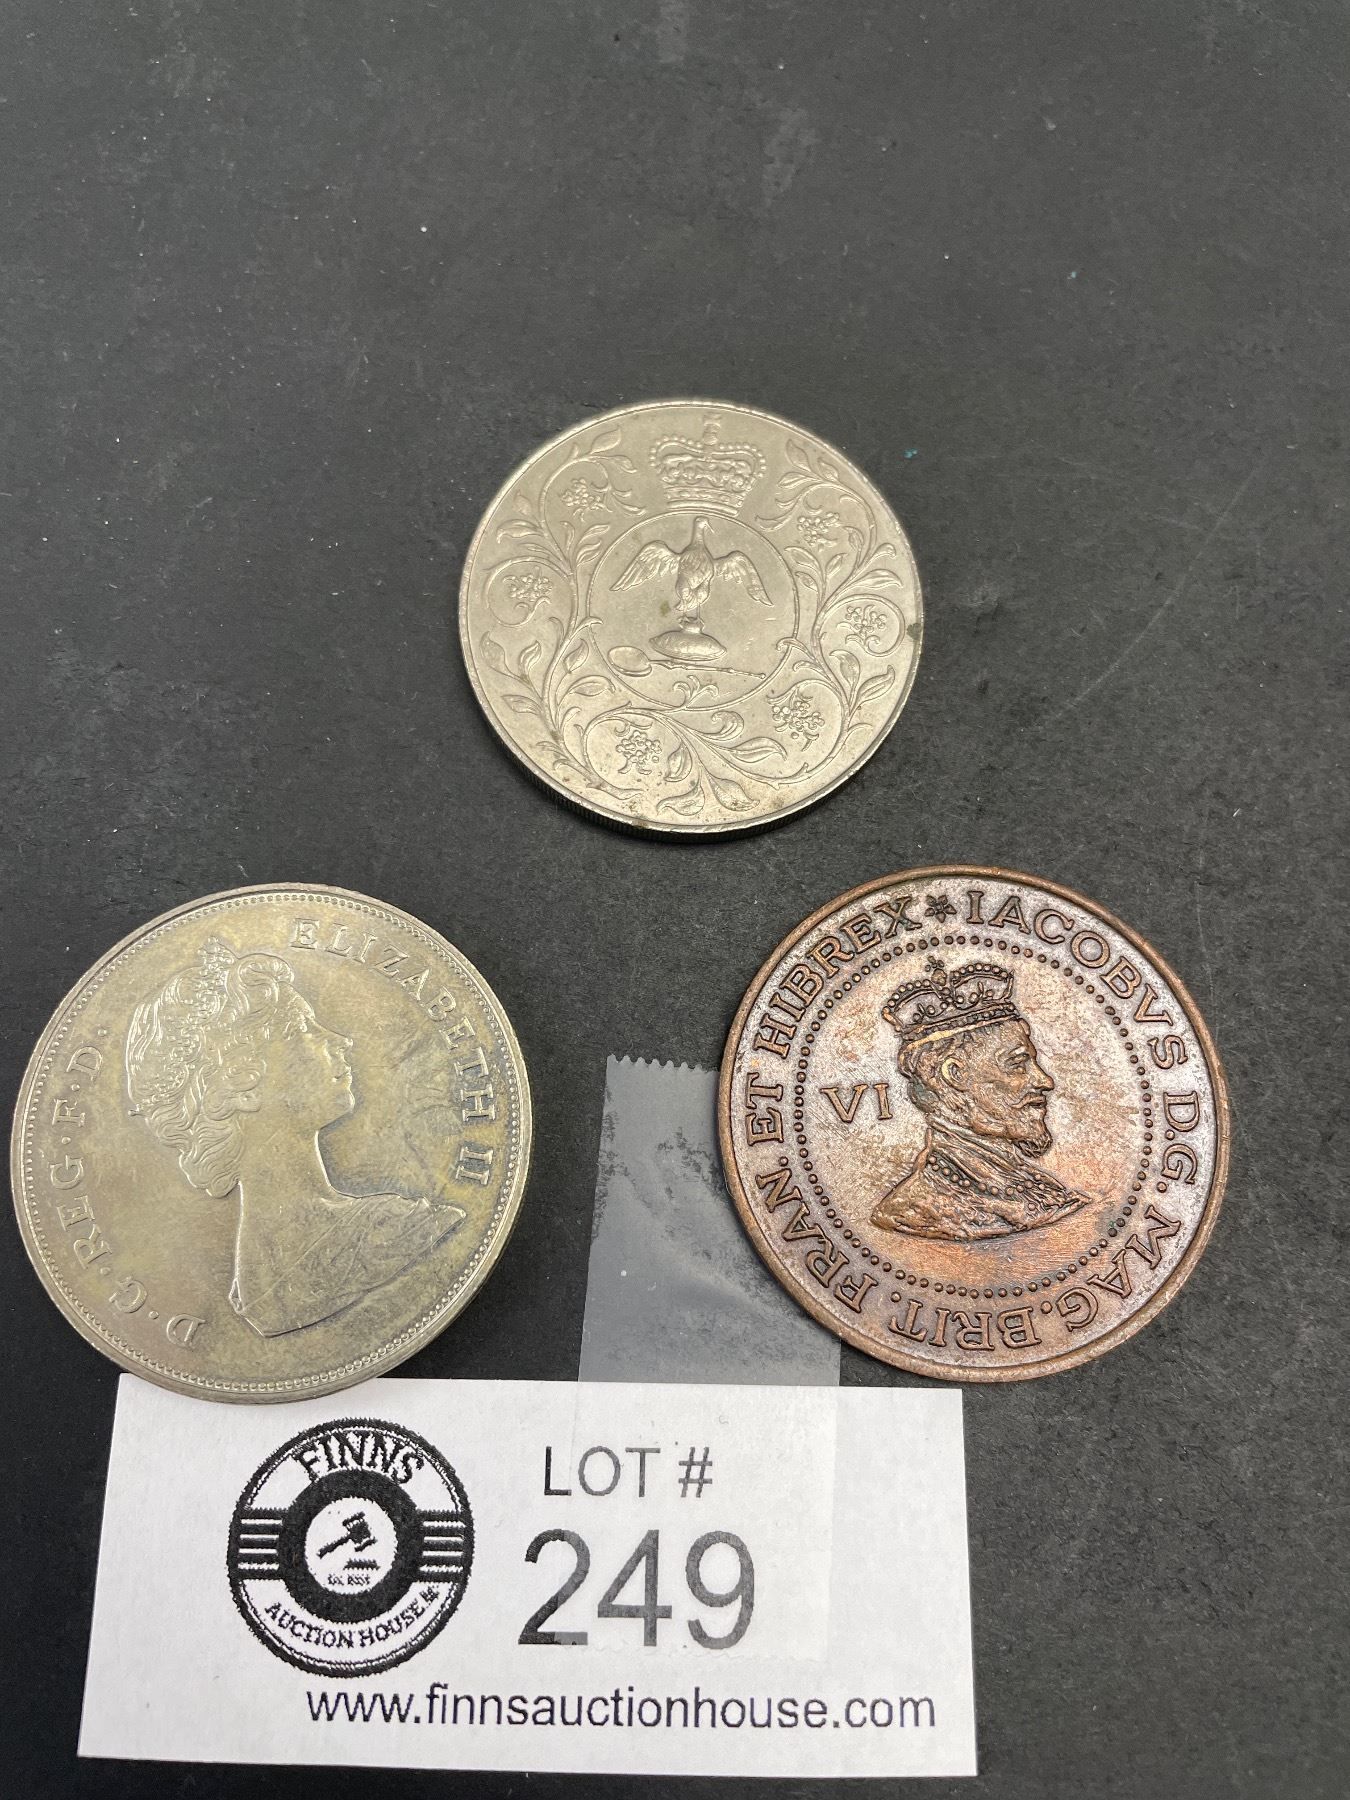 ELIZABETH II
D · G · REG · F · D ·
IACOBVS D.G. MAG. BRIT. FRAN. ET HIBREX
VI
FINNS
AUCTION HOUSE
LOT #
249
www.finnsauctionhouse.com